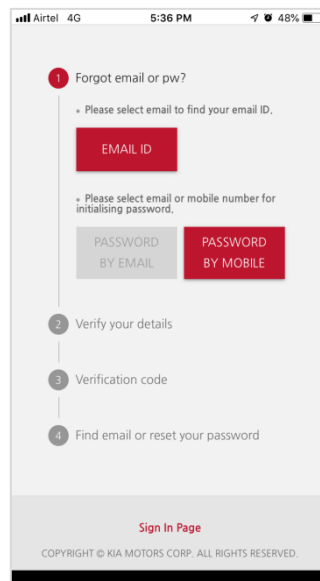 Airtel 4G 5:36 PM 48%
1 Forgot email or pw?
Please select email to find your email ID.
EMAIL ID
Please select email or mobile number for
initialising password.
PASSWORD
BY EMAIL
PASSWORD
BY MOBILE
2 Verify your details
3 Verification code
4 Find email or reset your password
Sign In Page
COPYRIGHT © KIA MOTORS CORP. ALL RIGHTS RESERVED.